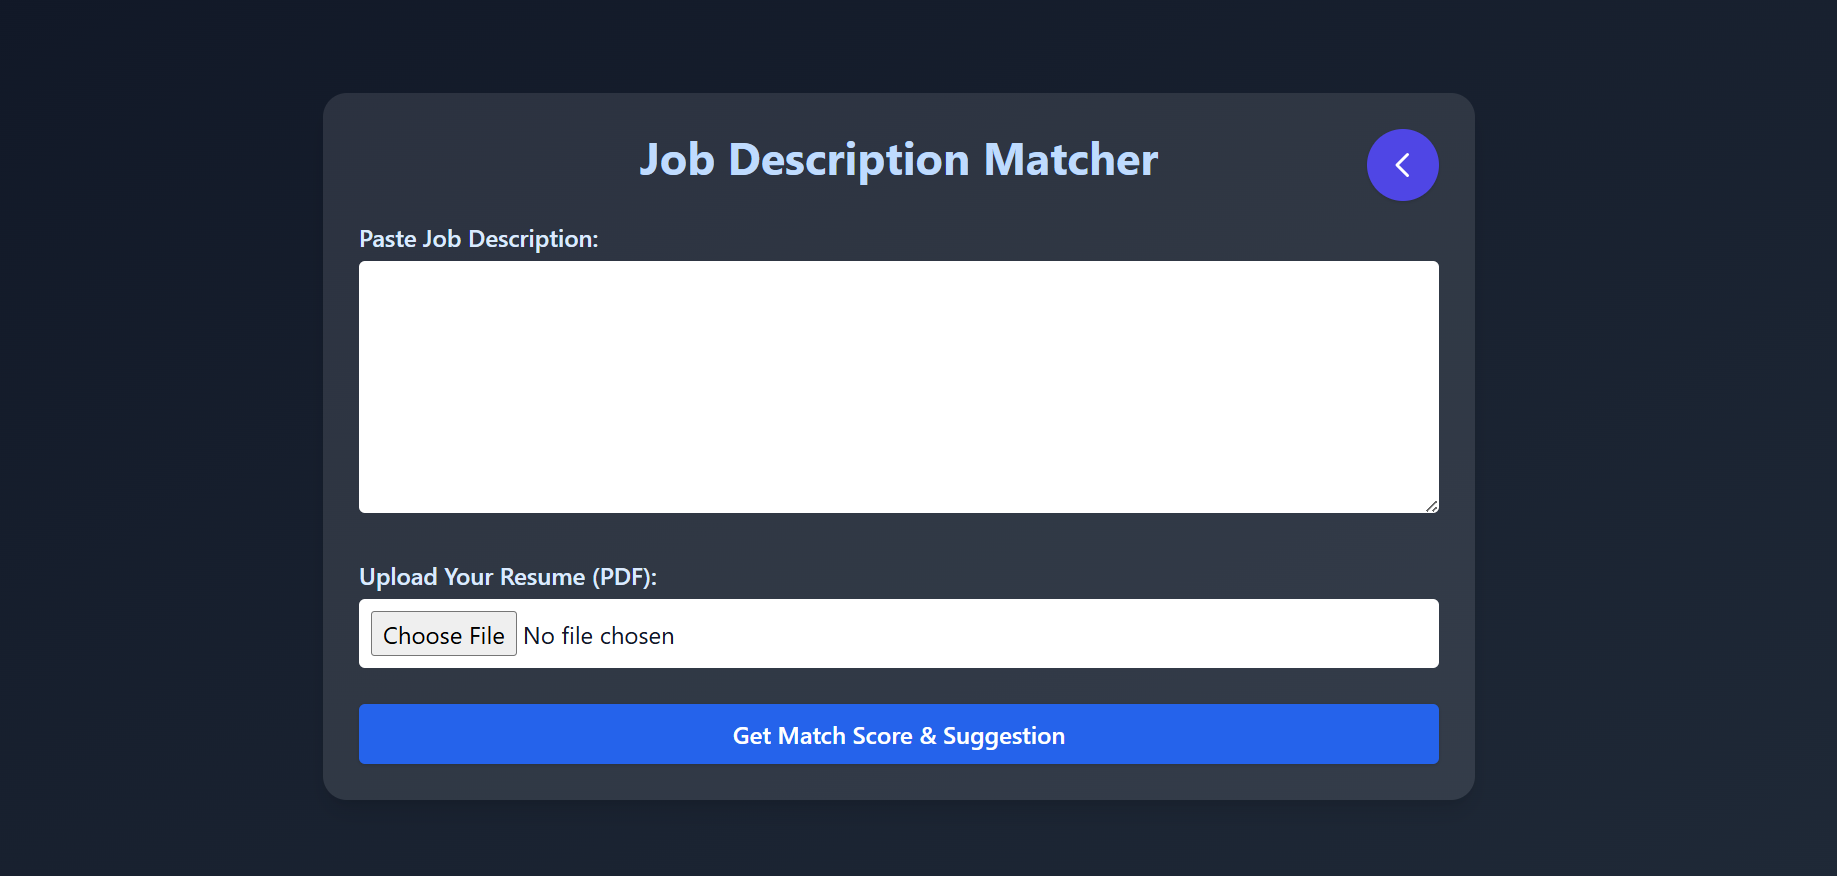 Job Description Matcher
Paste Job Description:
Upload Your Resume (PDF):
Choose File No file chosen
Get Match Score & Suggestion